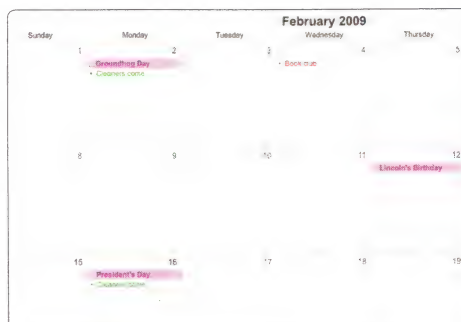 February 2009
Sunday Monday Tuesday Wednesday Thursday
1 2 3 4 5
Groundhog Day
• Cleaners come
• Book club
8 9 10 11 12
Lincoln's Birthday
15 16 17 18 19
President's Day